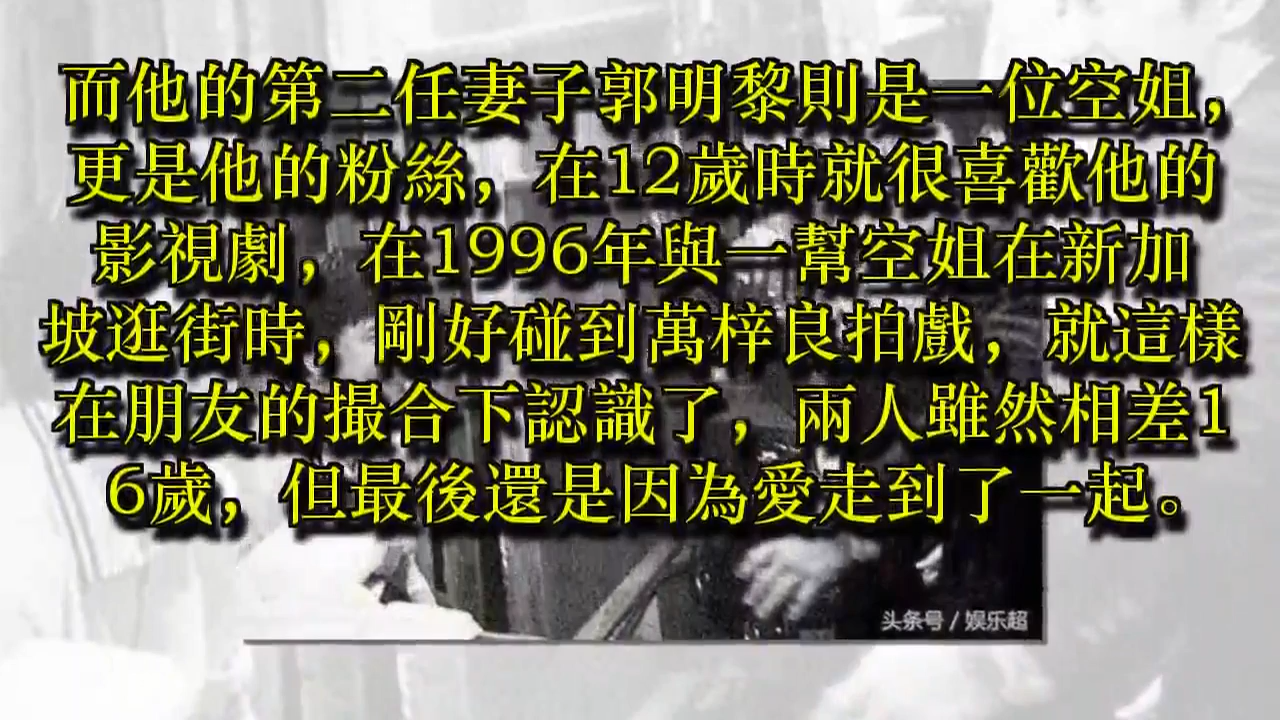 而他的第二任妻子郭明黎則是一位空姐，
更是他的粉絲，在12歲時就很喜歡他的
影視劇，在1996年與一幫空姐在新加
坡逛街時，剛好碰到萬梓良拍戲，就這樣
在朋友的撮合下認識了，兩人雖然相差1
6歲，但最後還是因為愛走到了一起。
头条号 / 娱乐超